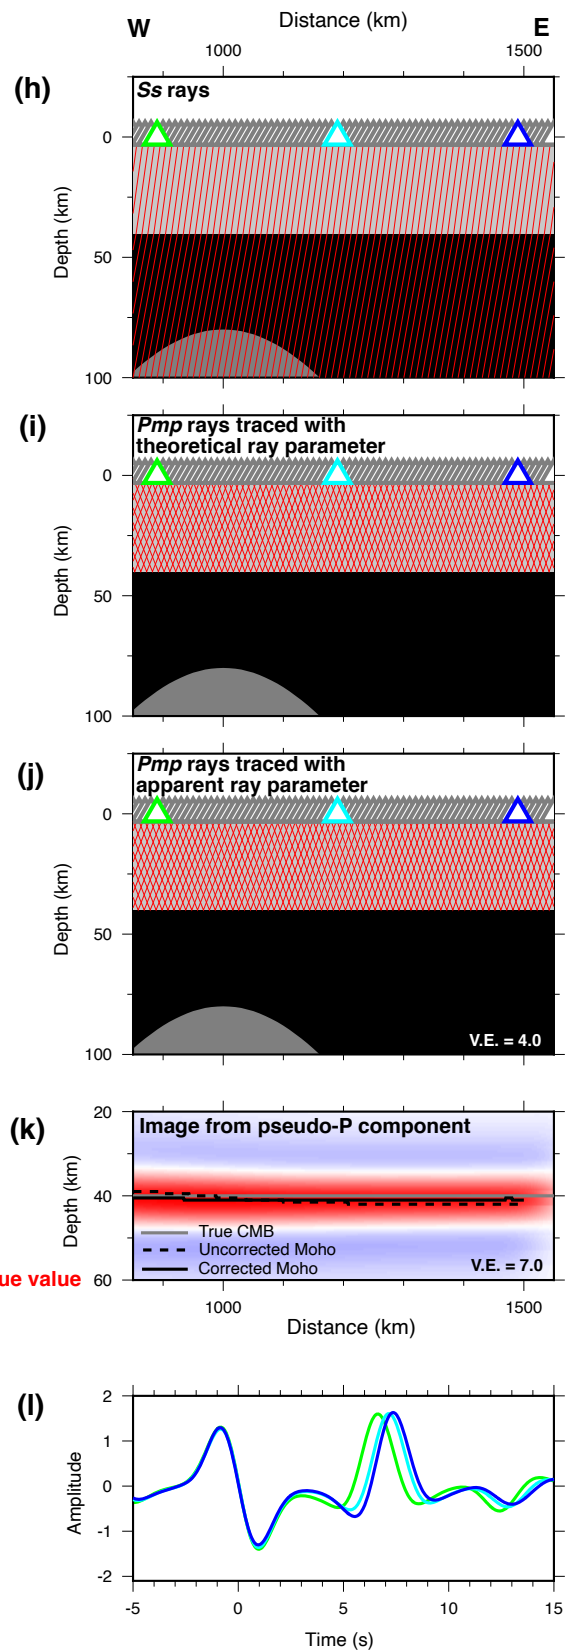 W
Distance (km)
E
1000
1500
(h)
Ss rays
0
50
100
Depth (km)
(i)
Pmp rays traced with
theoretical ray parameter
0
50
100
Depth (km)
(j)
Pmp rays traced with
apparent ray parameter
0
50
100
Depth (km)
V.E. = 4.0
(k)
Image from pseudo-P component
20
40
60
Depth (km)
True CMB
Uncorrected Moho
Corrected Moho
V.E. = 7.0
ue value
1000
1500
Distance (km)
(l)
2
1
0
-1
-2
Amplitude
-5
0
5
10
15
Time (s)